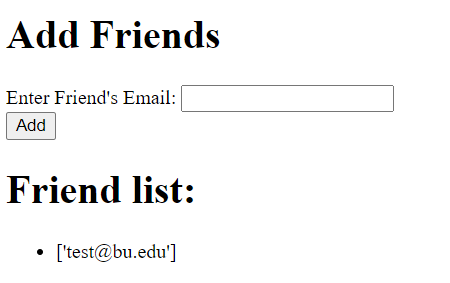 Add Friends
Enter Friend's Email:
Add
Friend list:
['test@bu.edu']